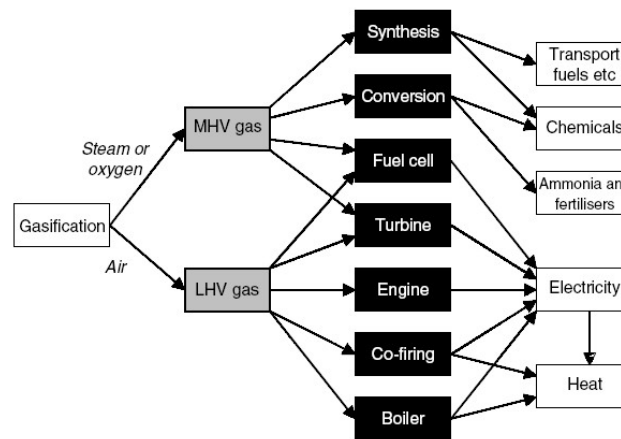 Synthesis
Transport
fuels etc
Conversion
MHV gas
Chemicals
Steam or
oxygen
Fuel cell
Ammonia an
fertilisers
Gasification
Turbine
Air
LHV gas
Engine
Electricity
Co-firing
Heat
Boiler